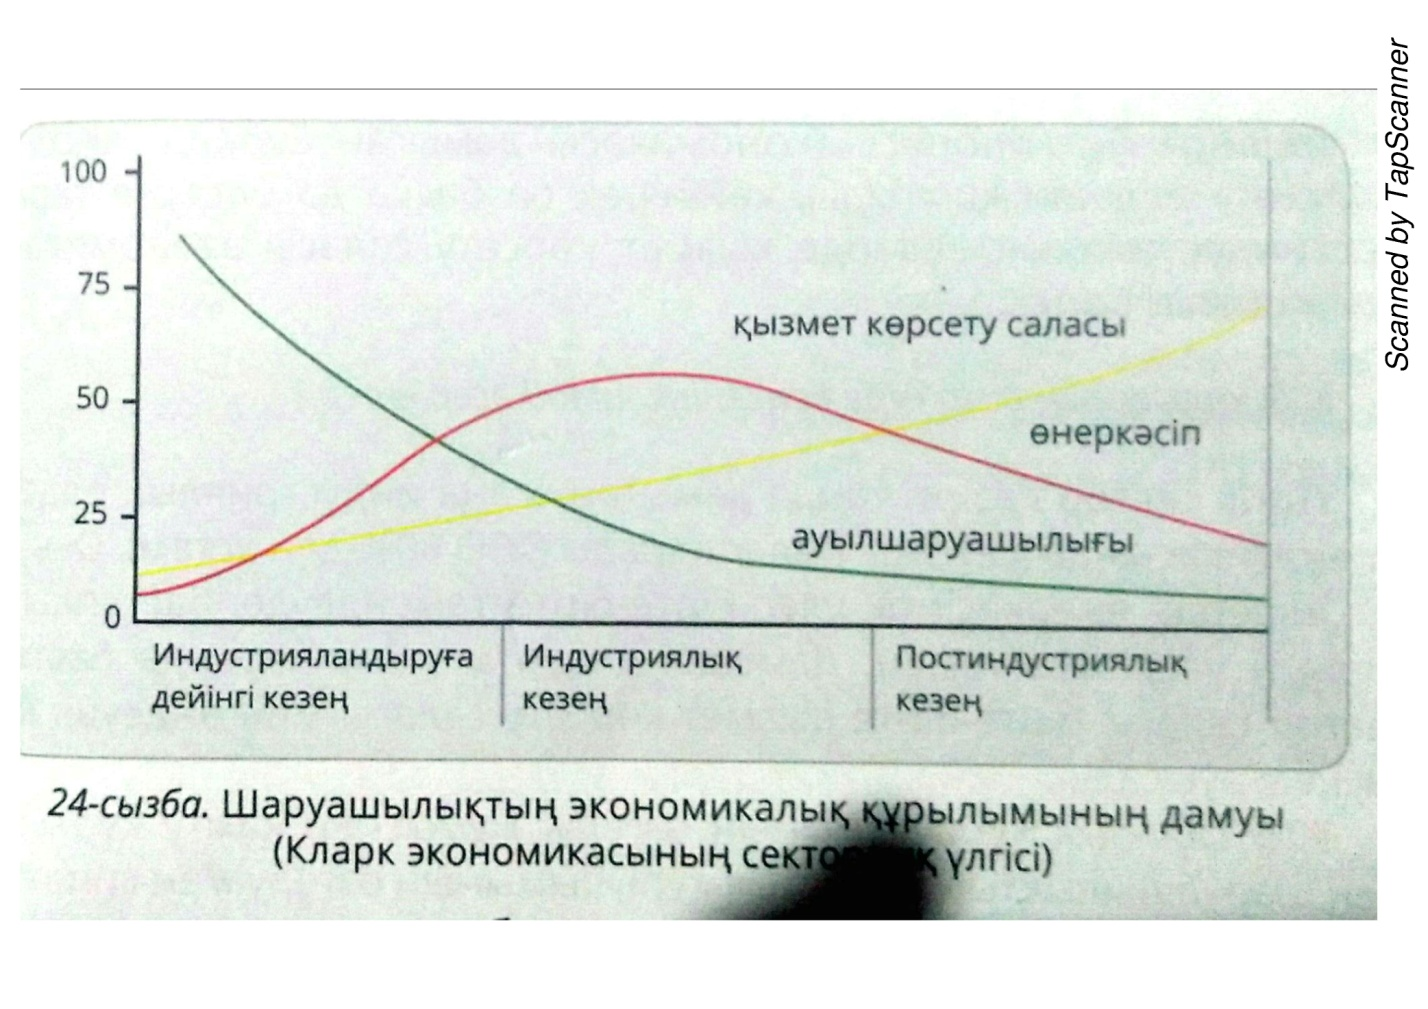 Scanned by TapScanner
100
75
50
25
0
қызмет көрсету саласы
өнеркәсіп
ауылшаруашылығы
Индустрияландыруға
дейінгі кезең
Индустриялық
кезең
Постиндустриялық
кезең
24-сызба. Шаруашылықтың экономикалық құрылымының дамуы
(Кларк экономикасының үлгісі)